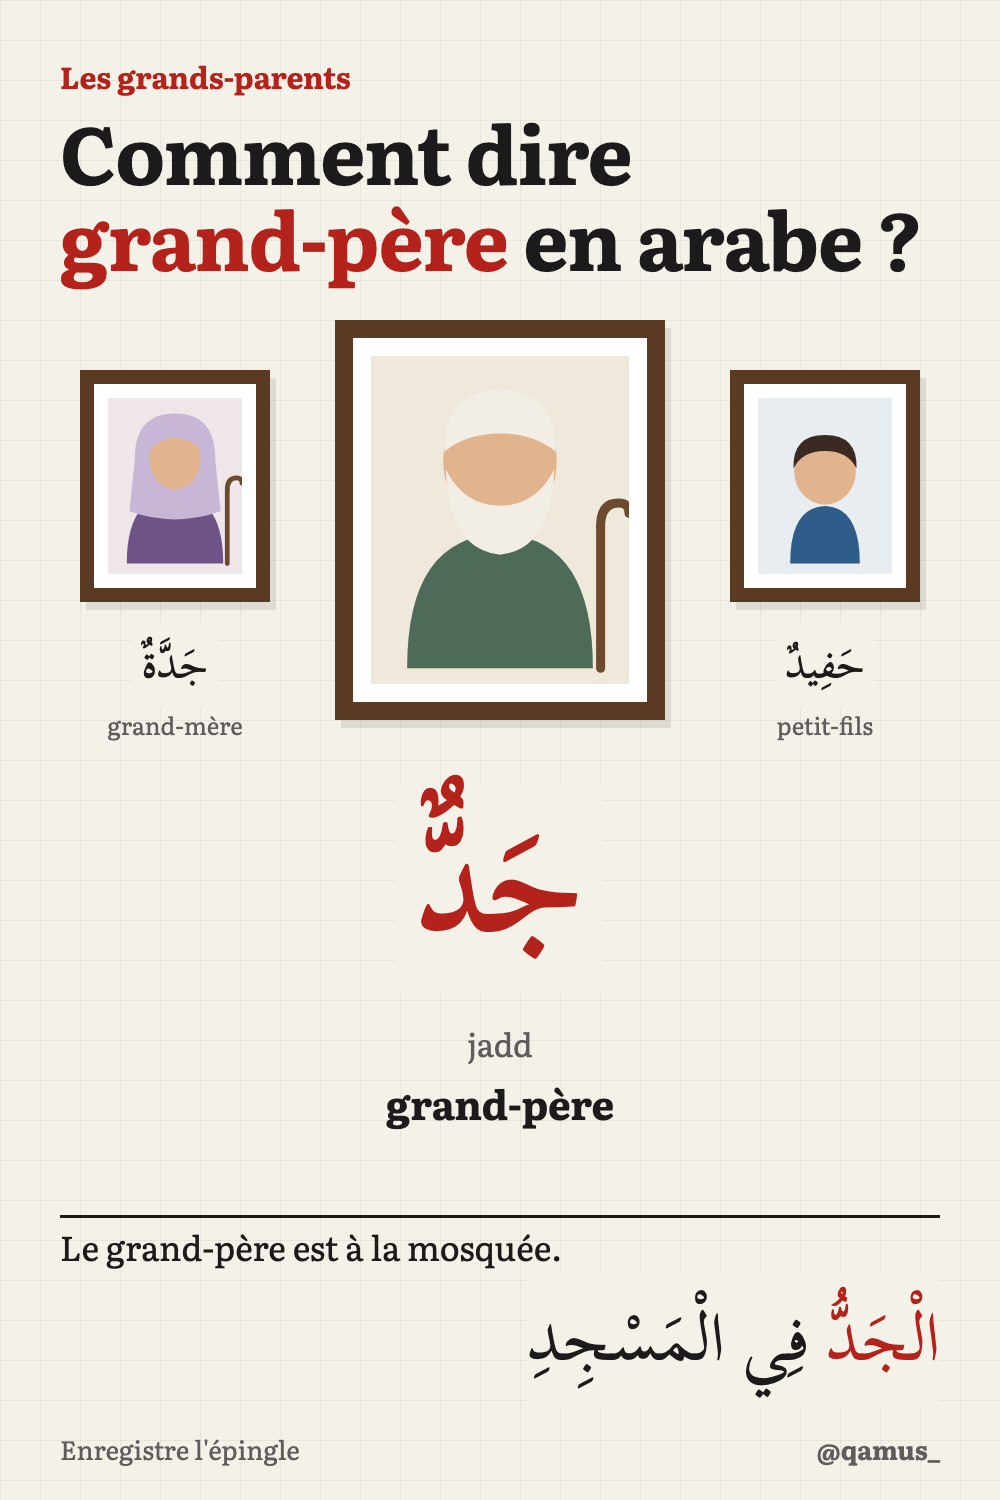 Les grands-parents
Comment dire
grand-père en arabe ?
جَدَّةٌ
grand-mère
حَفِيدٌ
petit-fils
جَدٌّ
jadd
grand-père
Le grand-père est à la mosquée.
الْجَدُّ فِي الْمَسْجِدِ
Enregistre l'épingle
@qamus_